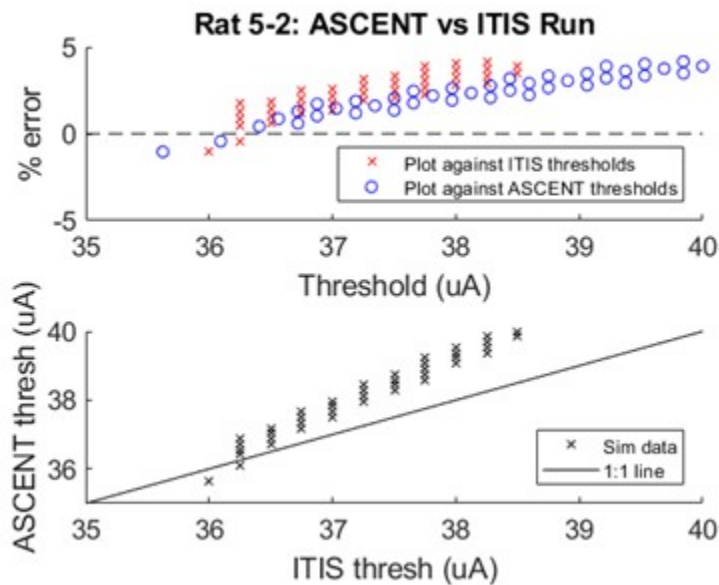 Rat 5-2: ASCENT vs ITIS Run
5
0
-5
% error
Plot against ITIS thresholds
Plot against ASCENT thresholds
35 36 37 38 39 40
Threshold (uA)
40
38
36
ASCENT thresh (uA)
Sim data
1:1 line
35 36 37 38 39 40
ITIS thresh (uA)